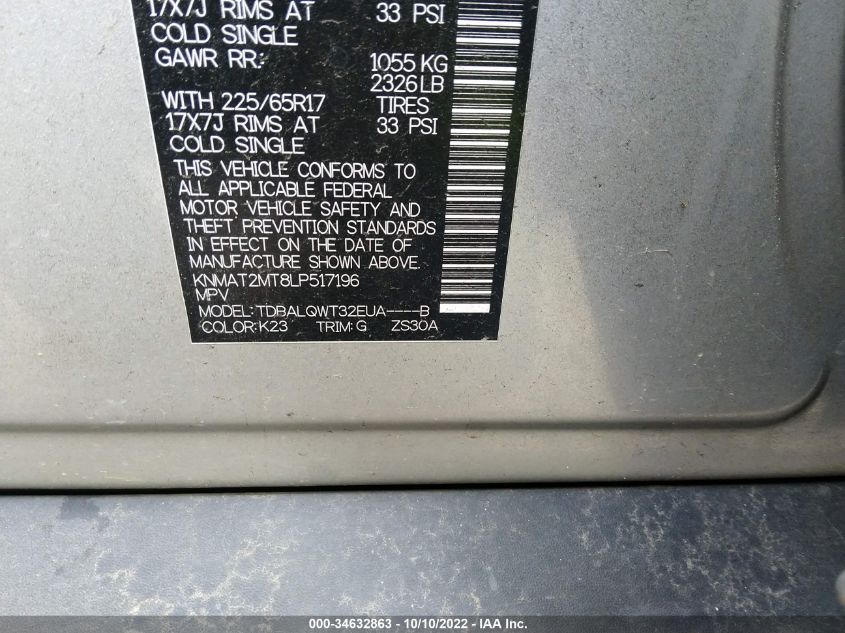 17X7J RIMS AT 33 PSI
COLD SINGLE
GAWR RR: 1055 KG
2326 LB
WITH 225/65R17 TIRES
17X7J RIMS AT 33 PSI
COLD SINGLE
THIS VEHICLE CONFORMS TO
ALL APPLICABLE FEDERAL
MOTOR VEHICLE SAFETY AND
THEFT PREVENTION STANDARDS
IN EFFECT ON THE DATE OF
MANUFACTURE SHOWN ABOVE.
KNMAT2MT8LP517196
MPV
MODEL: TDBALQWT32EUA----B
COLOR: K23 TRIM: G ZS30A
000-34632863 - 10/10/2022 - IAA Inc.